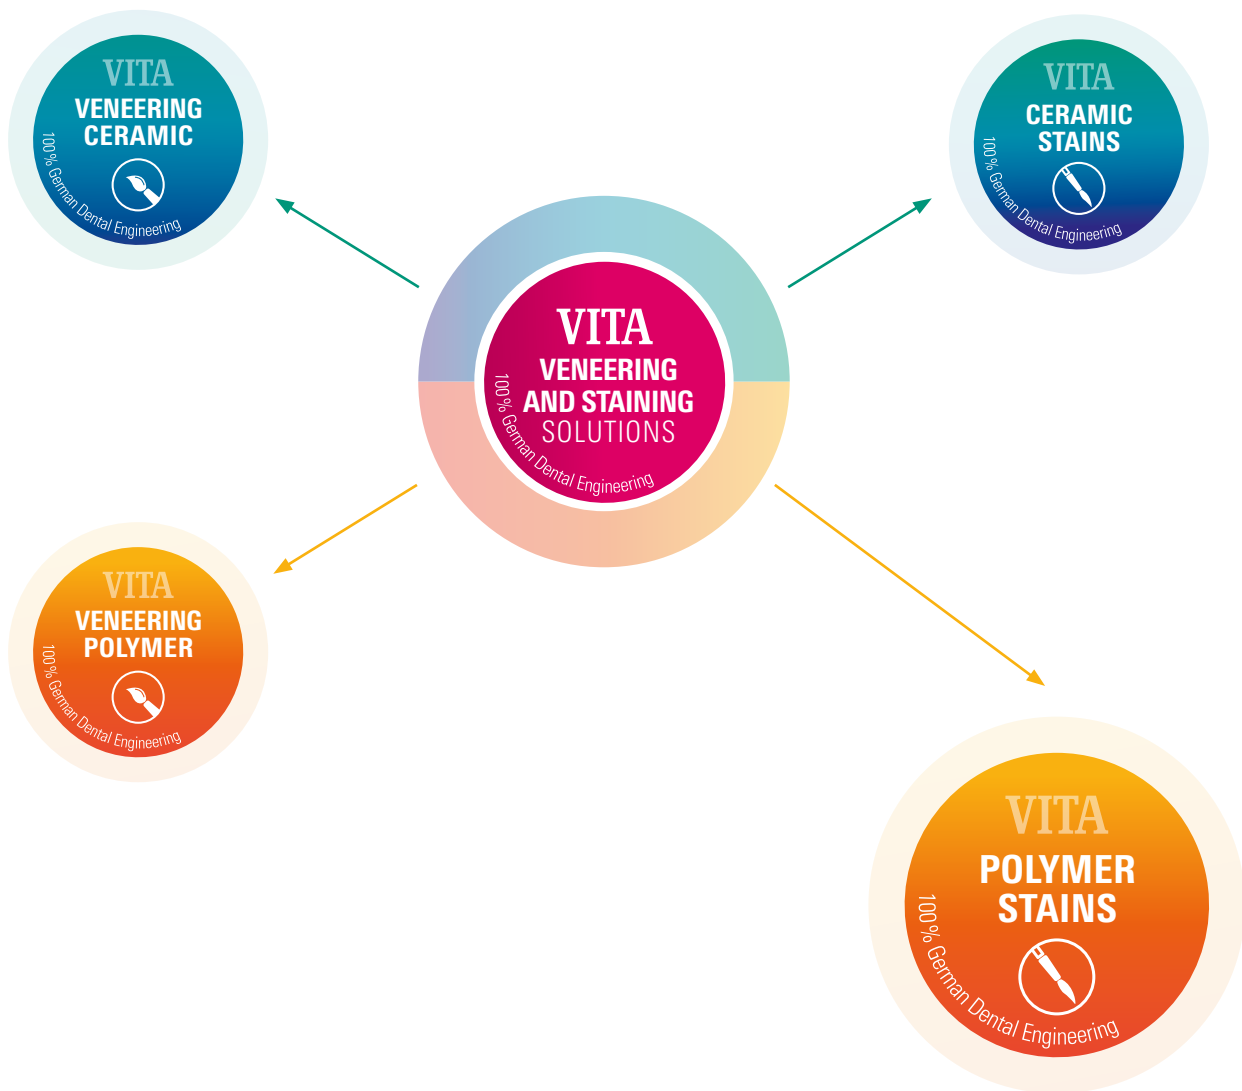 VITA
VENEERING
CERAMIC
100% German Dental Engineering
VITA
CERAMIC
STAINS
100% German Dental Engineering
VITA
VENEERING
AND STAINING
SOLUTIONS
100% German Dental Engineering
VITA
VENEERING
POLYMER
100% German Dental Engineering
VITA
POLYMER
STAINS
100% German Dental Engineering